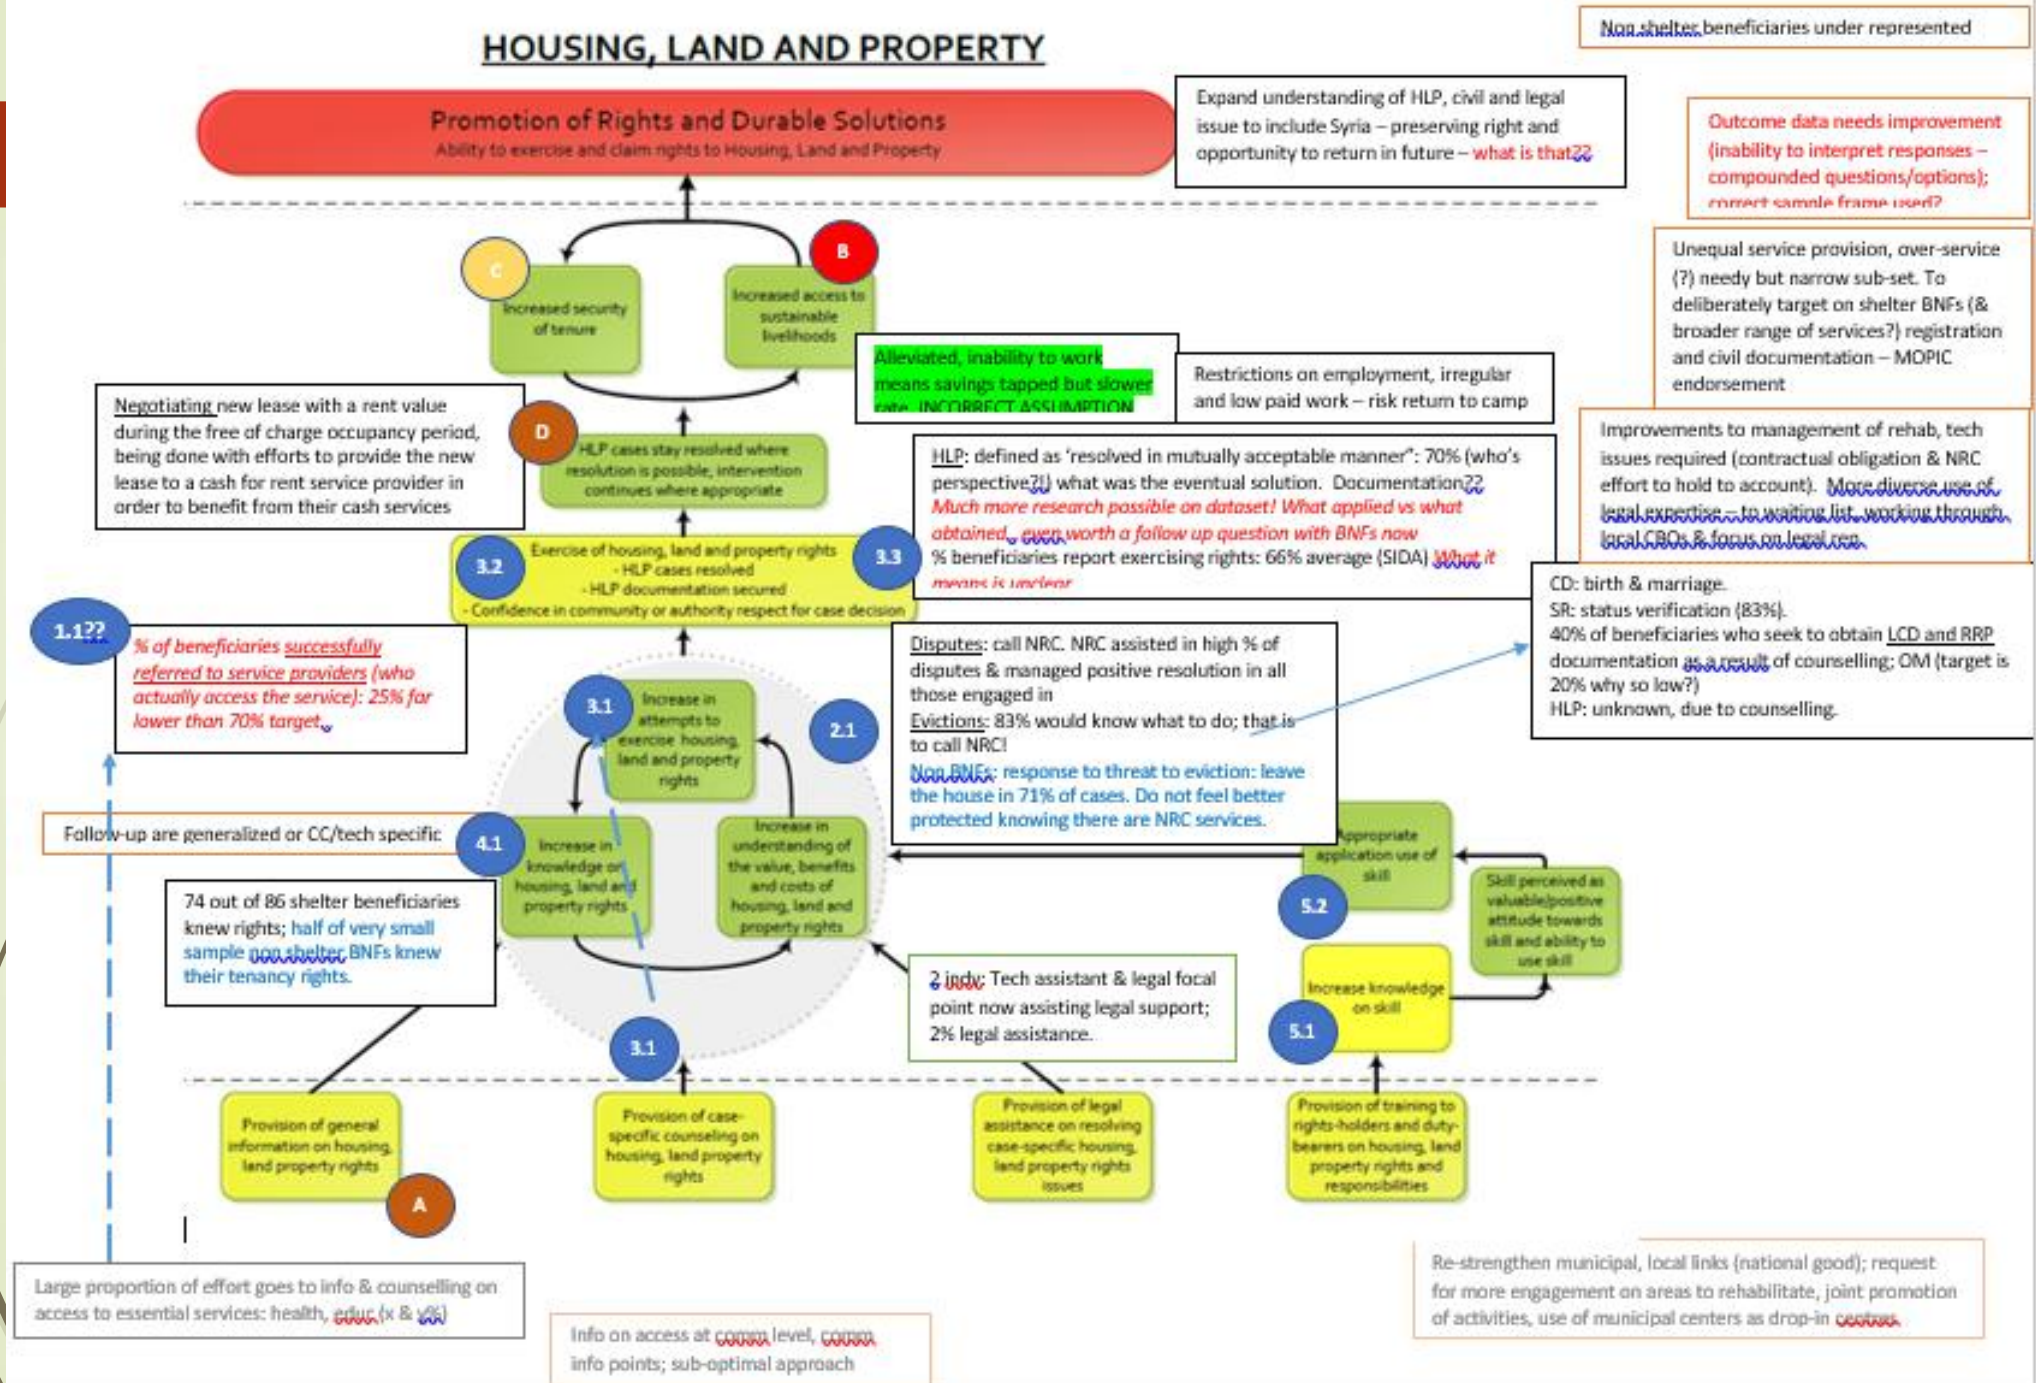 HOUSING, LAND AND PROPERTY
Non shelter beneficiaries under represented
Promotion of Rights and Durable Solutions
Ability to exercise and claim rights to Housing, Land and Property
Expand understanding of HLP, civil and legal
issue to include Syria – preserving right and
opportunity to return in future – what is that??
Outcome data needs improvement
(inability to interpret responses –
compounded questions/options);
correct sample frame used?
Unequal service provision, over-service
(?) needy but narrow sub-set. To
deliberately target on shelter BNFs (&
broader range of services?) registration
and civil documentation – MOPIC
endorsement
C
Increased security
of tenure
B
Increased access to
sustainable
livelihoods
Alleviated, inability to work
means savings tapped but slower
rate. INCORRECT ASSUMPTION
Restrictions on employment, irregular
and low paid work – risk return to camp
Negotiating new lease with a rent value
during the free of charge occupancy period,
being done with efforts to provide the new
lease to a cash for rent service provider in
order to benefit from their cash services
D
HLP cases stay resolved where
resolution is possible, intervention
continues where appropriate
HLP: defined as ‘resolved in mutually acceptable manner”: 70% (who’s
perspective?!) what was the eventual solution. Documentation??
Much more research possible on dataset! What applied vs what
obtained, even worth a follow up question with BNFs now
% beneficiaries report exercising rights: 66% average (SIDA) What it
means is unclear
Improvements to management of rehab, tech
issues required (contractual obligation & NRC
effort to hold to account). More diverse use of
legal expertise – to waiting list, working through
local CBOs & focus on legal rep.
3.2
Exercise of housing, land and property rights
- HLP cases resolved
- HLP documentation secured
- Confidence in community or authority respect for case decision
3.3
CD: birth & marriage.
SR: status verification (83%).
40% of beneficiaries who seek to obtain LCD and RRP
documentation as a result of counselling; OM (target is
20% why so low?)
HLP: unknown, due to counselling.
1.1??
% of beneficiaries successfully
referred to service providers (who
actually access the service): 25% far
lower than 70% target.
Disputes: call NRC. NRC assisted in high % of
disputes & managed positive resolution in all
those engaged in
Evictions: 83% would know what to do; that is
to call NRC!
Non BNFs: response to threat to eviction: leave
the house in 71% of cases. Do not feel better
protected knowing there are NRC services.
3.1
Increase in
attempts to
exercise housing,
land and property
rights
2.1
Follow-up are generalized or CC/tech specific
4.1
Increase in
knowledge on
housing, land and
property rights
Increase in
understanding of
the value, benefits
and costs of
housing, land and
property rights
Appropriate
application use of
skill
5.2
Skill perceived as
valuable/positive
attitude towards
skill and ability to
use skill
74 out of 86 shelter beneficiaries
knew rights; half of very small
sample non shelter BNFs knew
their tenancy rights.
2 indv: Tech assistant & legal focal
point now assisting legal support;
2% legal assistance.
Increase knowledge
on skill
5.1
3.1
Provision of general
information on housing,
land property rights
A
Provision of case-
specific counseling on
housing, land property
rights
Provision of legal
assistance on resolving
case-specific housing,
land property rights
issues
Provision of training to
rights-holders and duty-
bearers on housing, land
property rights and
responsibilities
Large proportion of effort goes to info & counselling on
access to essential services: health, educ (x & y%)
Info on access at comm level, comm
info points; sub-optimal approach
Re-strengthen municipal, local links (national good); request
for more engagement on areas to rehabilitate, joint promotion
of activities, use of municipal centers as drop-in centres